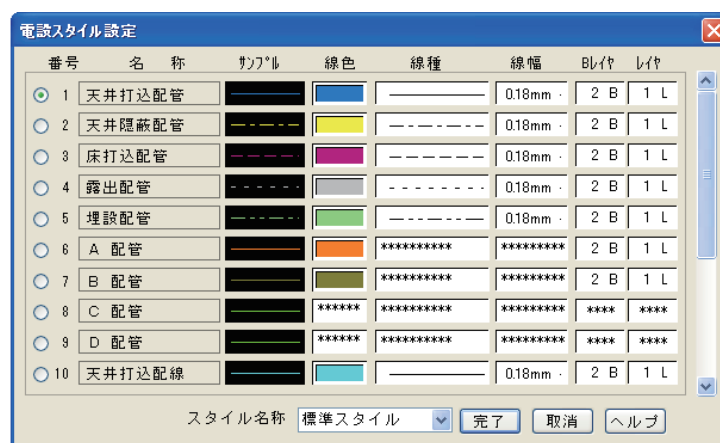 電設スタイル設定
番号 名 称 ｻﾝﾌﾟﾙ 線色 線種 線幅 Bﾚｲﾔ ﾚｲﾔ
1 天井打込配管 0.18mm 2 B 1 L
2 天井隠蔽配管 0.18mm 2 B 1 L
3 床打込配管 0.18mm 2 B 1 L
4 露出配管 0.18mm 2 B 1 L
5 埋設配管 0.18mm 2 B 1 L
6 A 配管 ********** ********* 2 B 1 L
7 B 配管 ********** ********* 2 B 1 L
8 C 配管 ****** ********** ********* **** ****
9 D 配管 ****** ********** ********* **** ****
10 天井打込配線 0.18mm 2 B 1 L
スタイル名称 標準スタイル 完了 取消 ヘルプ